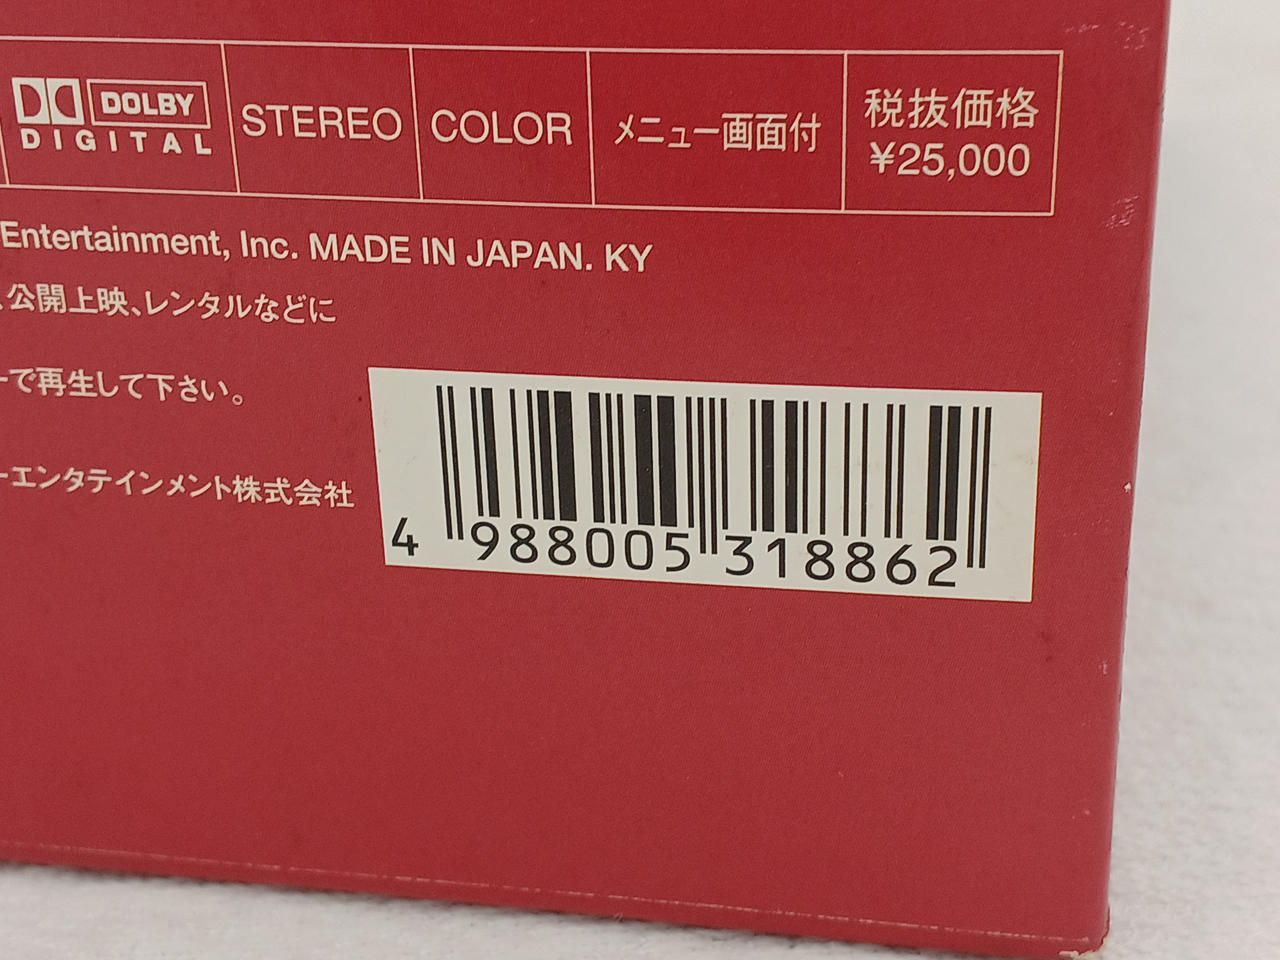 DOLBY
DIGITAL
STEREO
COLOR
メニュー画面付
税抜価格
¥25,000
Entertainment, Inc. MADE IN JAPAN. KY
公開上映、レンタルなどに
ーで再生して下さい。
ーエンタテインメント株式会社
4 988005 318862